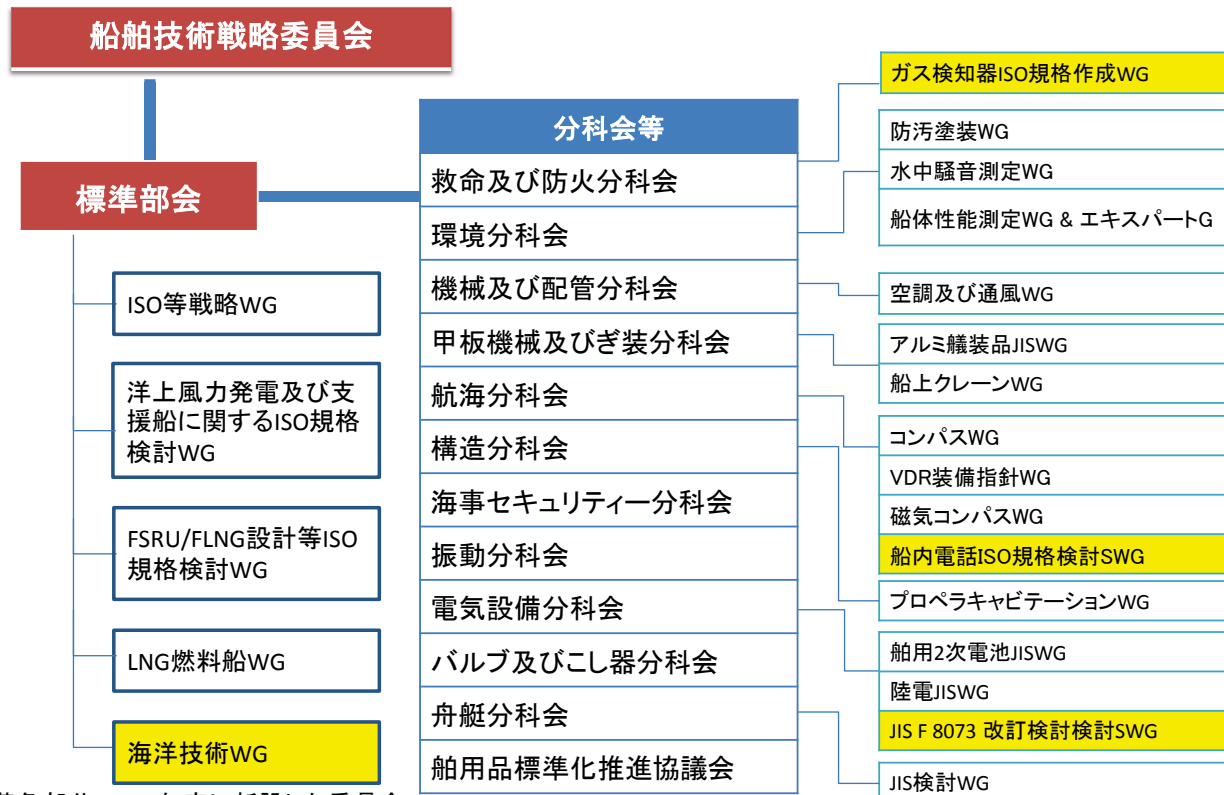 船舶技術戦略委員会
標準部会
ISO等戦略WG
洋上風力発電及び支
援船に関するISO規格
検討WG
FSRU/FLNG設計等ISO
規格検討WG
LNG燃料船WG
海洋技術WG
分科会等
救命及び防火分科会
環境分科会
機械及び配管分科会
甲板機械及びぎ装分科会
航海分科会
構造分科会
海事セキュリティー分科会
振動分科会
電気設備分科会
バルブ及びこし器分科会
舟艇分科会
舶用品標準化推進協議会
ガス検知器ISO規格作成WG
防汚塗装WG
水中騒音測定WG
船体性能測定WG & エキスパートG
空調及び通風WG
アルミ艤装品JISWG
船上クレーンWG
コンパスWG
VDR装備指針WG
磁気コンパスWG
船内電話ISO規格検討SWG
プロペラキャビテーションWG
舶用2次電池JISWG
陸電JISWG
JIS F 8073 改訂検討検討SWG
JIS検討WG